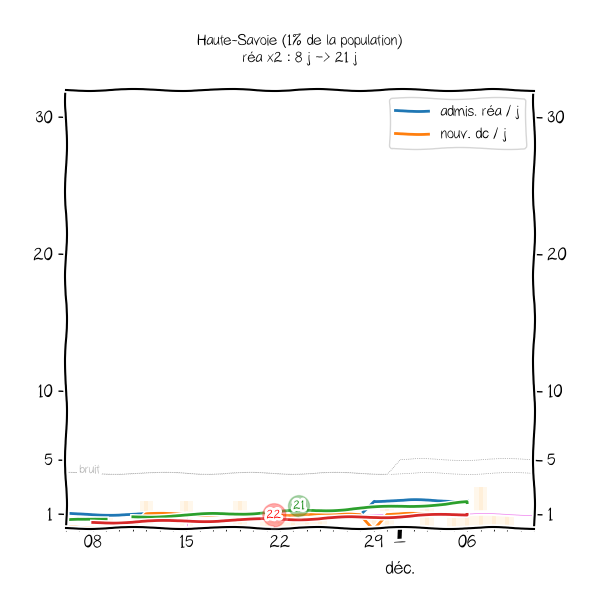 Haute-Savoie (1% de la population)
réa x2 : 8 j -> 21 j
admis. réa / j
nouv. dc / j
30
30
20
20
10
10
5
5
bruit
1
1
21
22
08
15
22
29
06
déc.